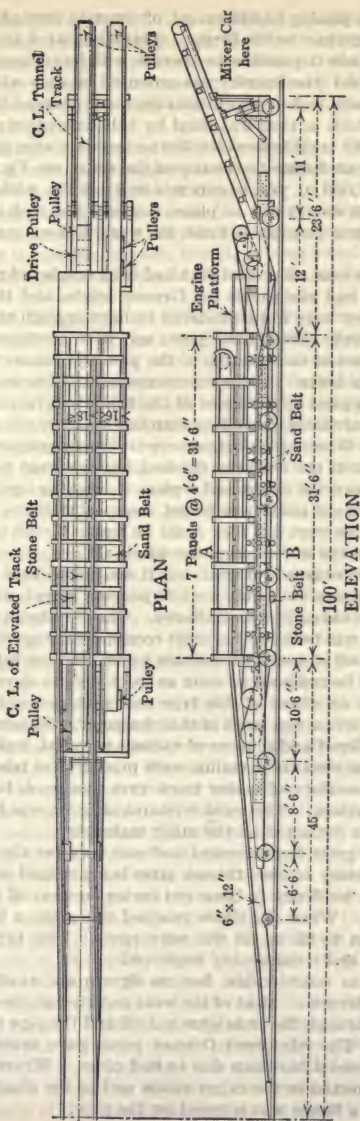 Pulleys
C. L. Tunnel
Track
Drive Pulley
Pulley
Pulleys
C. L. of Elevated Track
Stone Belt
18"
16"
Sand Belt
Pulley
Pulley
PLAN
Mixer Car
here
Engine
Platform
7 Panels @ 4'-6"=31'-6"
A
B
Sand Belt
Stone Belt
6" x 12"
6'-6"
8'-6"
10'-6"
31'-6"
12'
11'
45'
23'-6"
100'
ELEVATION